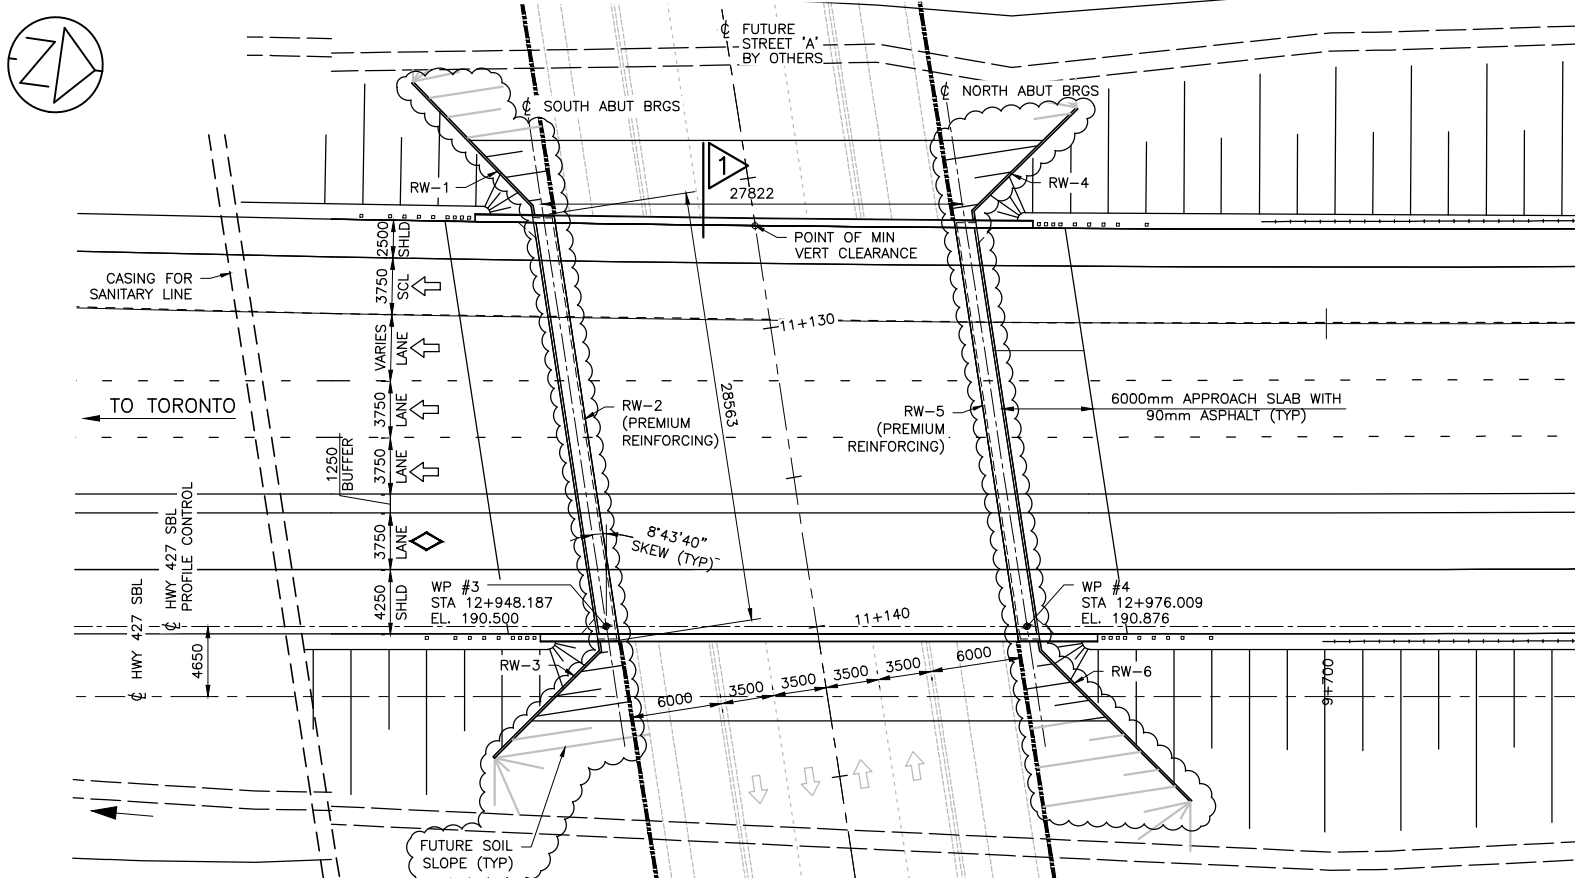 Z
℄ FUTURE
STREET 'A'
BY OTHERS
℄ SOUTH ABUT BRGS
℄ NORTH ABUT BRGS
1
27822
RW-1
RW-4
POINT OF MIN
VERT CLEARANCE
CASING FOR
SANITARY LINE
2500
SHLD
3750
SCL
VARIES
LANE
3750
LANE
3750
LANE
1250
BUFFER
3750
LANE
4250
SHLD
11+130
28563
TO TORONTO
RW-2
(PREMIUM
REINFORCING)
RW-5
(PREMIUM
REINFORCING)
6000mm APPROACH SLAB WITH
90mm ASPHALT (TYP)
8°43'40"
SKEW (TYP)
℄ HWY 427 SBL
℄ HWY 427 SBL
PROFILE CONTROL
4650
WP #3
STA 12+948.187
EL. 190.500
WP #4
STA 12+976.009
EL. 190.876
11+140
RW-3
RW-6
6000
3500
3500
3500
3500
6000
9+700
FUTURE SOIL
SLOPE (TYP)